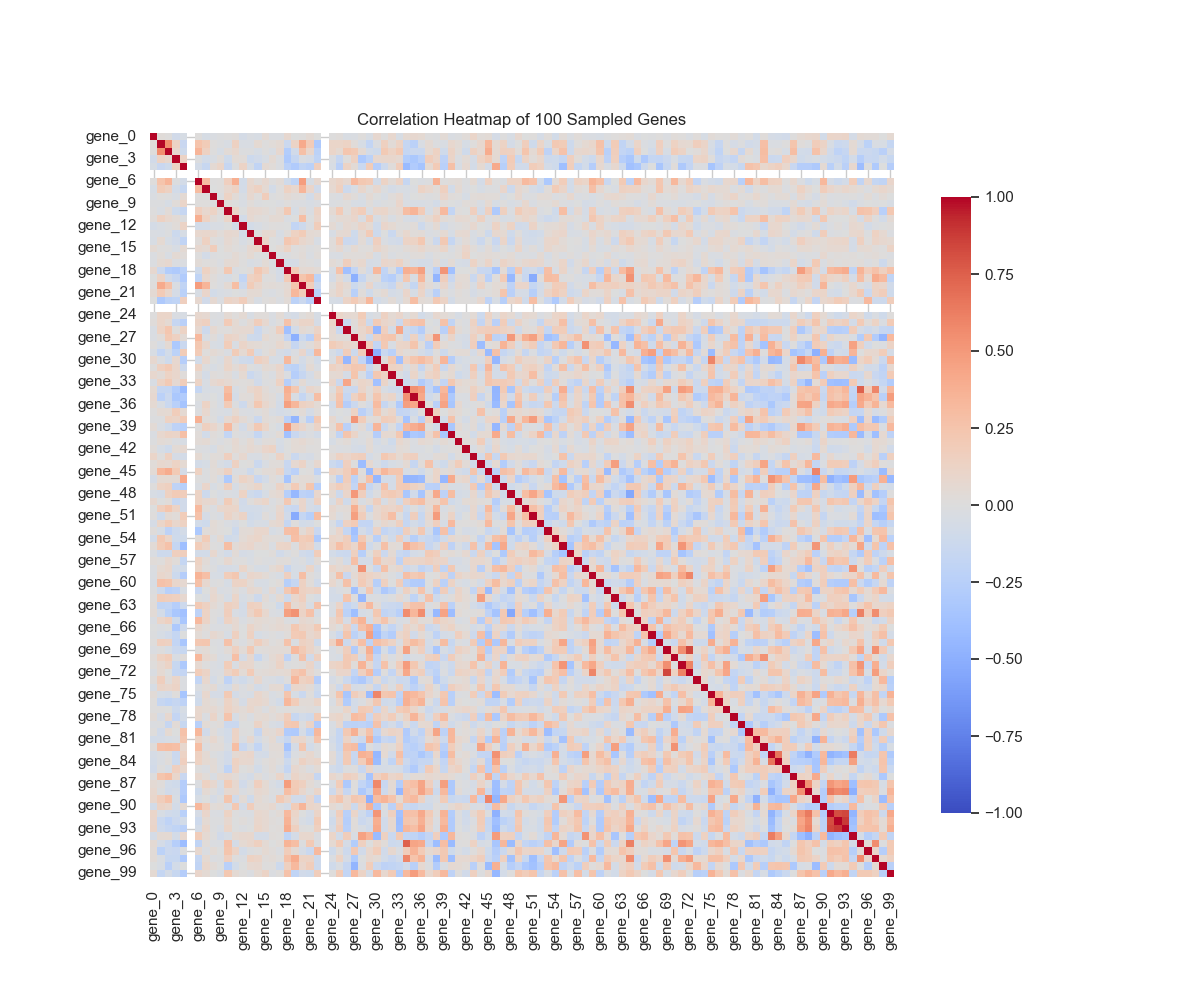 Correlation Heatmap of 100 Sampled Genes
gene_0
gene_3
gene_6
gene_9
gene_12
gene_15
gene_18
gene_21
gene_24
gene_27
gene_30
gene_33
gene_36
gene_39
gene_42
gene_45
gene_48
gene_51
gene_54
gene_57
gene_60
gene_63
gene_66
gene_69
gene_72
gene_75
gene_78
gene_81
gene_84
gene_87
gene_90
gene_93
gene_96
gene_99
gene_0
gene_3
gene_6
gene_9
gene_12
gene_15
gene_18
gene_21
gene_24
gene_27
gene_30
gene_33
gene_36
gene_39
gene_42
gene_45
gene_48
gene_51
gene_54
gene_57
gene_60
gene_63
gene_66
gene_69
gene_72
gene_75
gene_78
gene_81
gene_84
gene_87
gene_90
gene_93
gene_96
gene_99
1.00
0.75
0.50
0.25
0.00
−0.25
−0.50
−0.75
−1.00